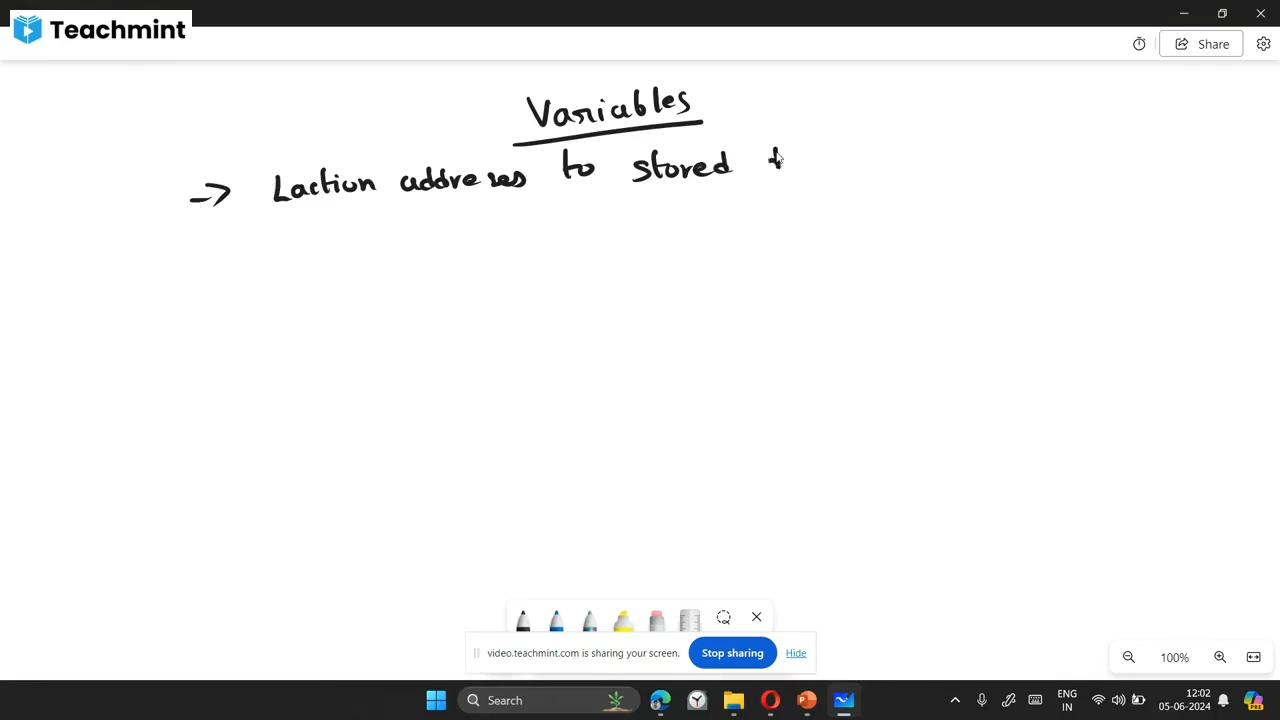 Teachmint
Share
Variables
-> Laction addreses to stored
video.teachmint.com is sharing your screen. Stop sharing Hide
100%
Search
ENG
IN
12:02
05-06-2024